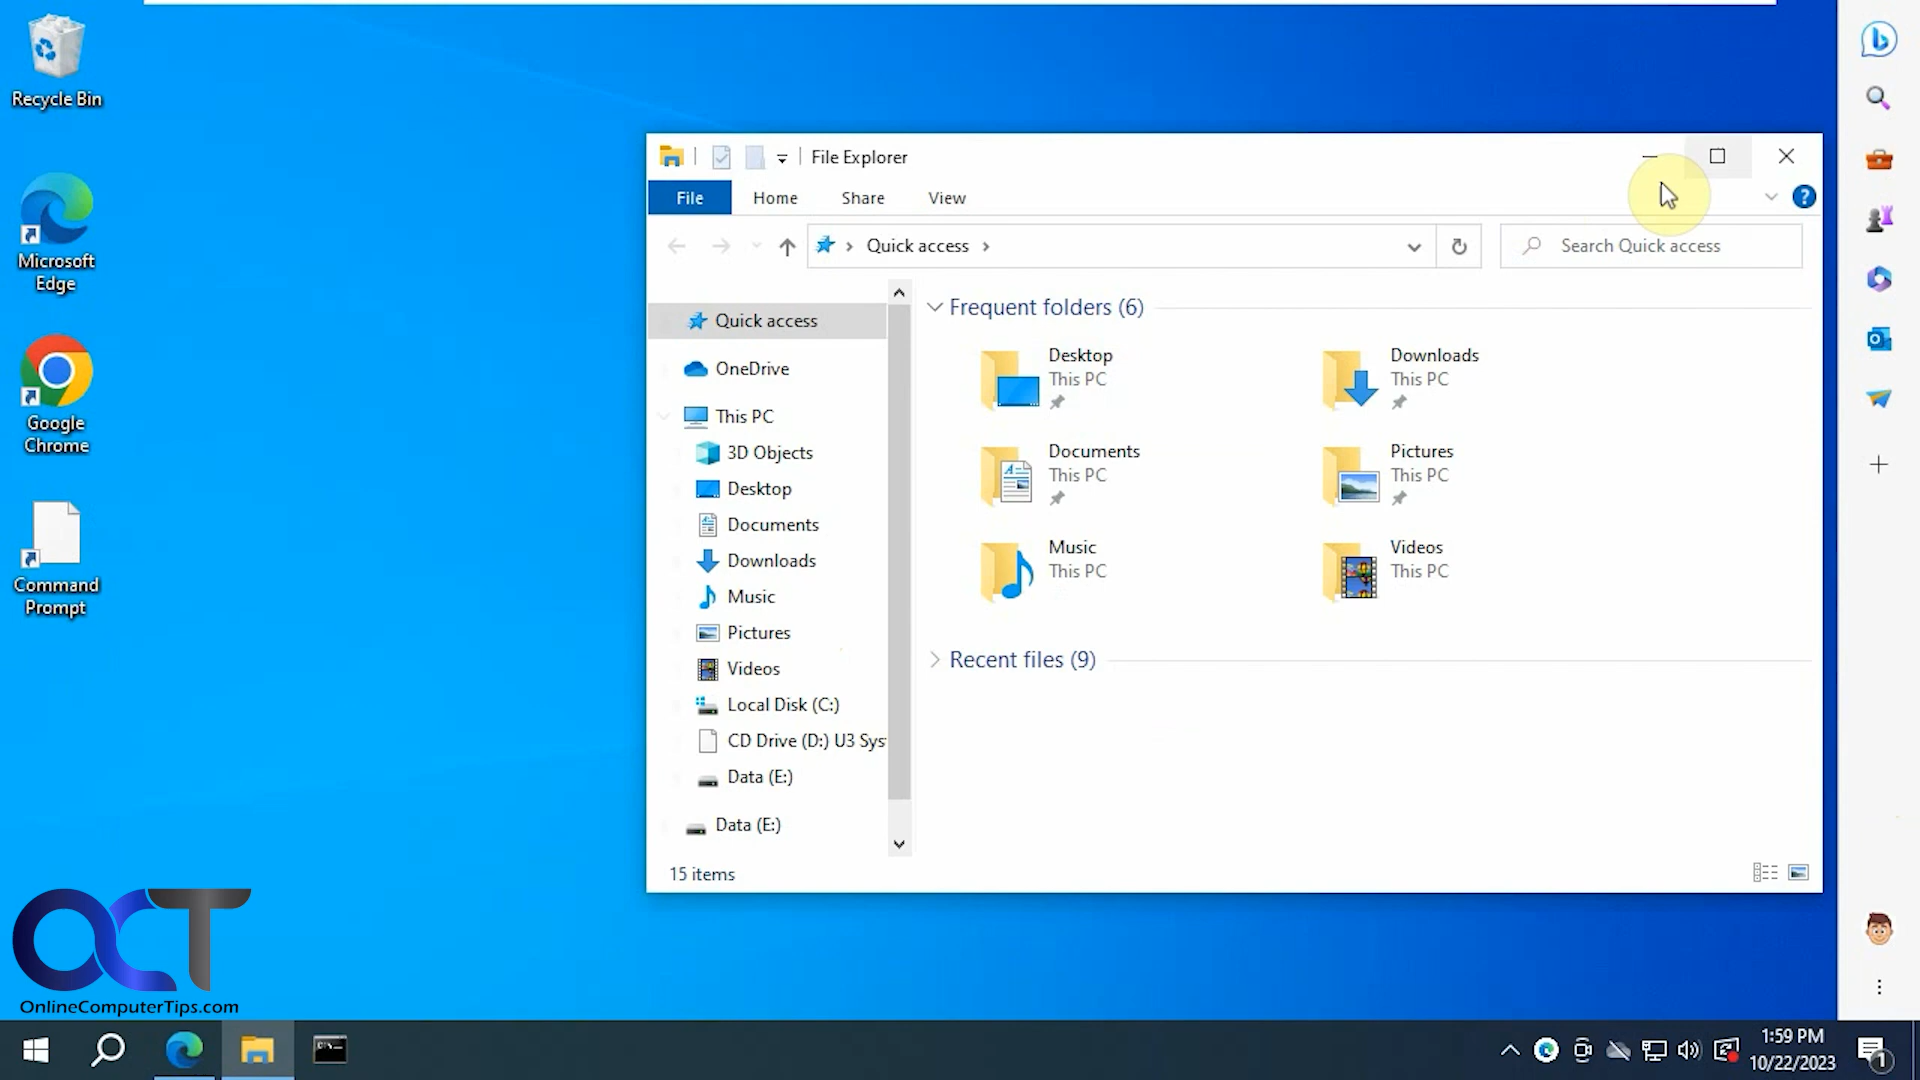 Recycle Bin
Microsoft
Edge
Google
Chrome
Command
Prompt
OCT
OnlineComputerTips.com
File Explorer
File
Home
Share
View
Quick access
Search Quick access
Quick access
OneDrive
This PC
3D Objects
Desktop
Documents
Downloads
Music
Pictures
Videos
Local Disk (C:)
CD Drive (D:) U3 Sys
Data (E:)
Data (E:)
Frequent folders (6)
Desktop
This PC
Downloads
This PC
Documents
This PC
Pictures
This PC
Music
This PC
Videos
This PC
Recent files (9)
15 items
1:59 PM
10/22/2023
1